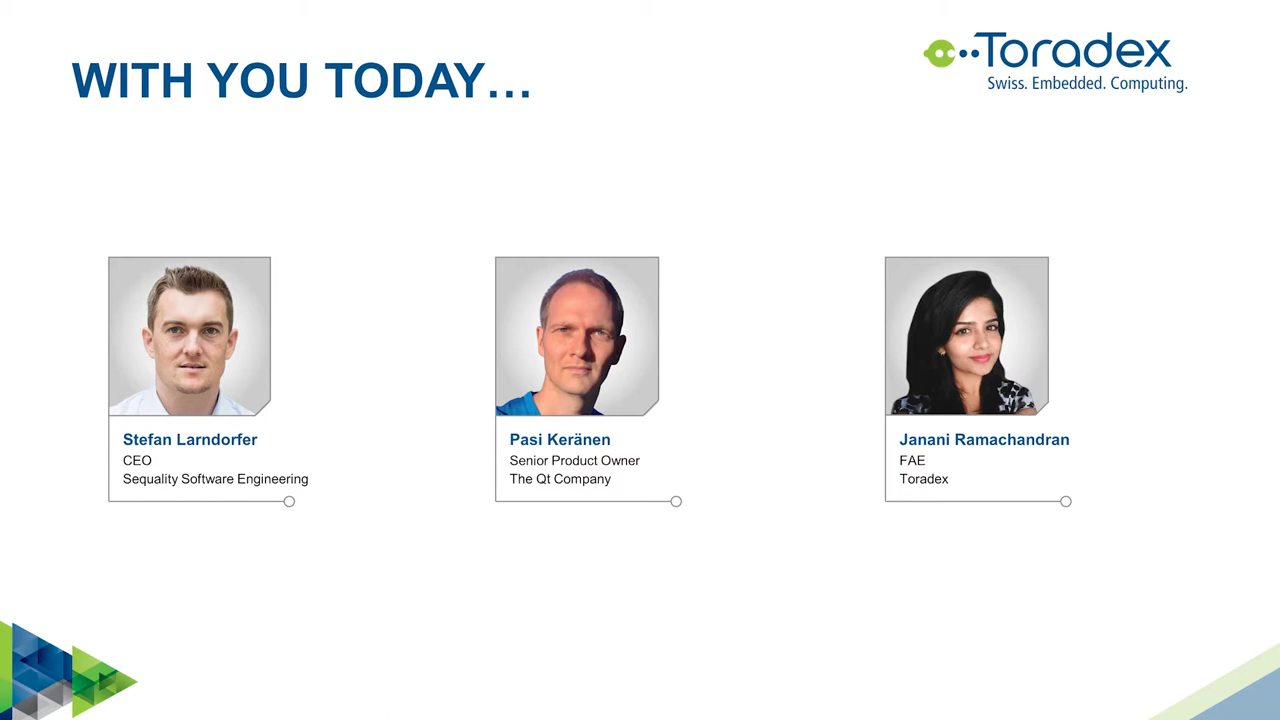 WITH YOU TODAY…
Toradex
Swiss. Embedded. Computing.
Stefan Larndorfer
CEO
Sequality Software Engineering
Pasi Keränen
Senior Product Owner
The Qt Company
Janani Ramachandran
FAE
Toradex